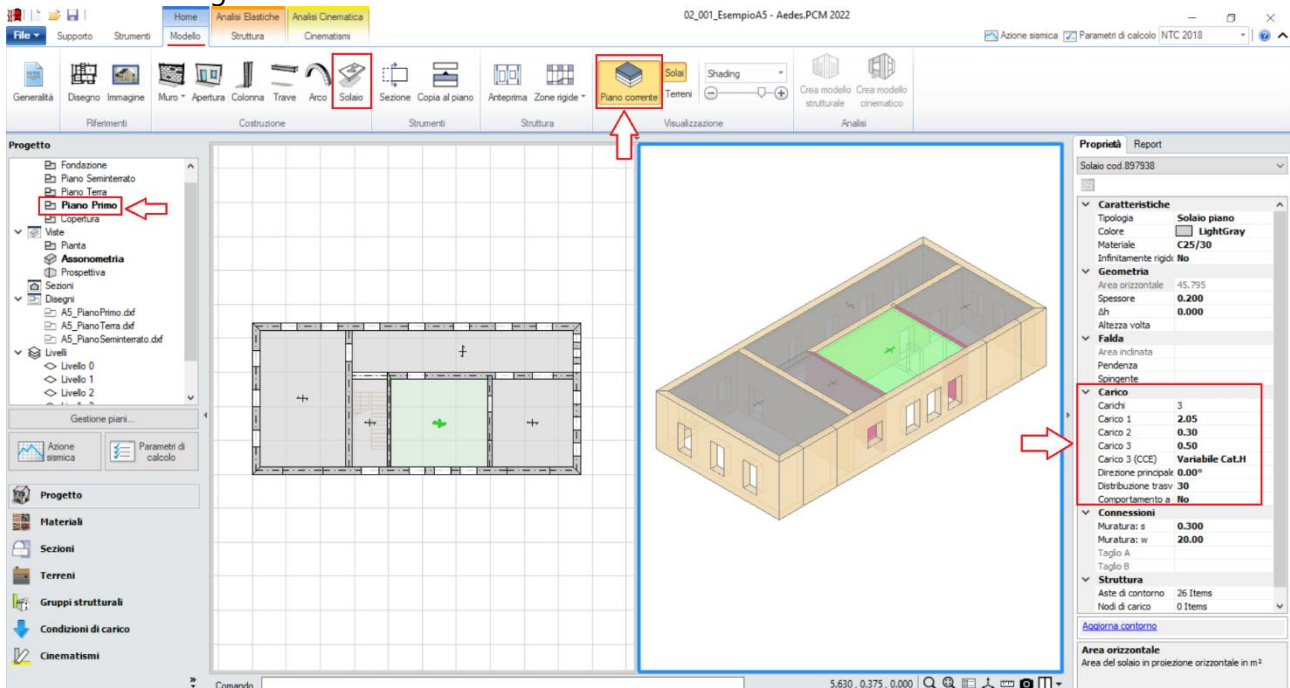 02_001_EsempioA5 - Aedes.PCM 2022
Home
Analisi Elastiche
Analisi Cinematica
File
Supporto
Strumenti
Modello
Struttura
Cinematismi
Azione sismica
Parametri di calcolo
NTC 2018
Generalità
Disegno
Immagine
Muro
Apertura
Colonna
Trave
Arco
Solaio
Sezione
Copia al piano
Anteprima
Zone rigide
Piano corrente
Solai
Terreni
Shading
Crea modello strutturale
Crea modello cinematico
Riferimenti
Costruzione
Strumenti
Struttura
Visualizzazione
Analisi
Progetto
Fondazione
Piano Seminterrato
Piano Terra
Piano Primo
Copertura
Viste
Pianta
Assonometria
Prospettiva
Sezioni
Disegni
A5_PianoPrimo.dxf
A5_PianoTerra.dxf
A5_PianoSeminterrato.dxf
Livelli
Livello 0
Livello 1
Livello 2
Gestione piani...
Azione sismica
Parametri di calcolo
Progetto
Materiali
Sezioni
Terreni
Gruppi strutturali
Condizioni di carico
Cinematismi
Comando
5.630 , 0.375 , 0.000
Proprietà
Report
Solaio cod.897938
Caratteristiche
Tipologia Solaio piano
Colore LightGray
Materiale C25/30
Infinitamente rigido No
Geometria
Area orizzontale 45.795
Spessore 0.200
Δh 0.000
Altezza volta
Falda
Area inclinata
Pendenza
Spingente
Carico
Carichi 3
Carico 1 2.05
Carico 2 0.30
Carico 3 0.50
Carico 3 (CCE) Variabile Cat.H
Direzione principale 0.00°
Distribuzione trasv 30
Comportamento a No
Connessioni
Muratura: s 0.300
Muratura: w 20.00
Taglio A
Taglio B
Struttura
Aste di contorno 26 Items
Nodi di carico 0 Items
Aggiorna contorno
Area orizzontale
Area del solaio in proiezione orizzontale in m²